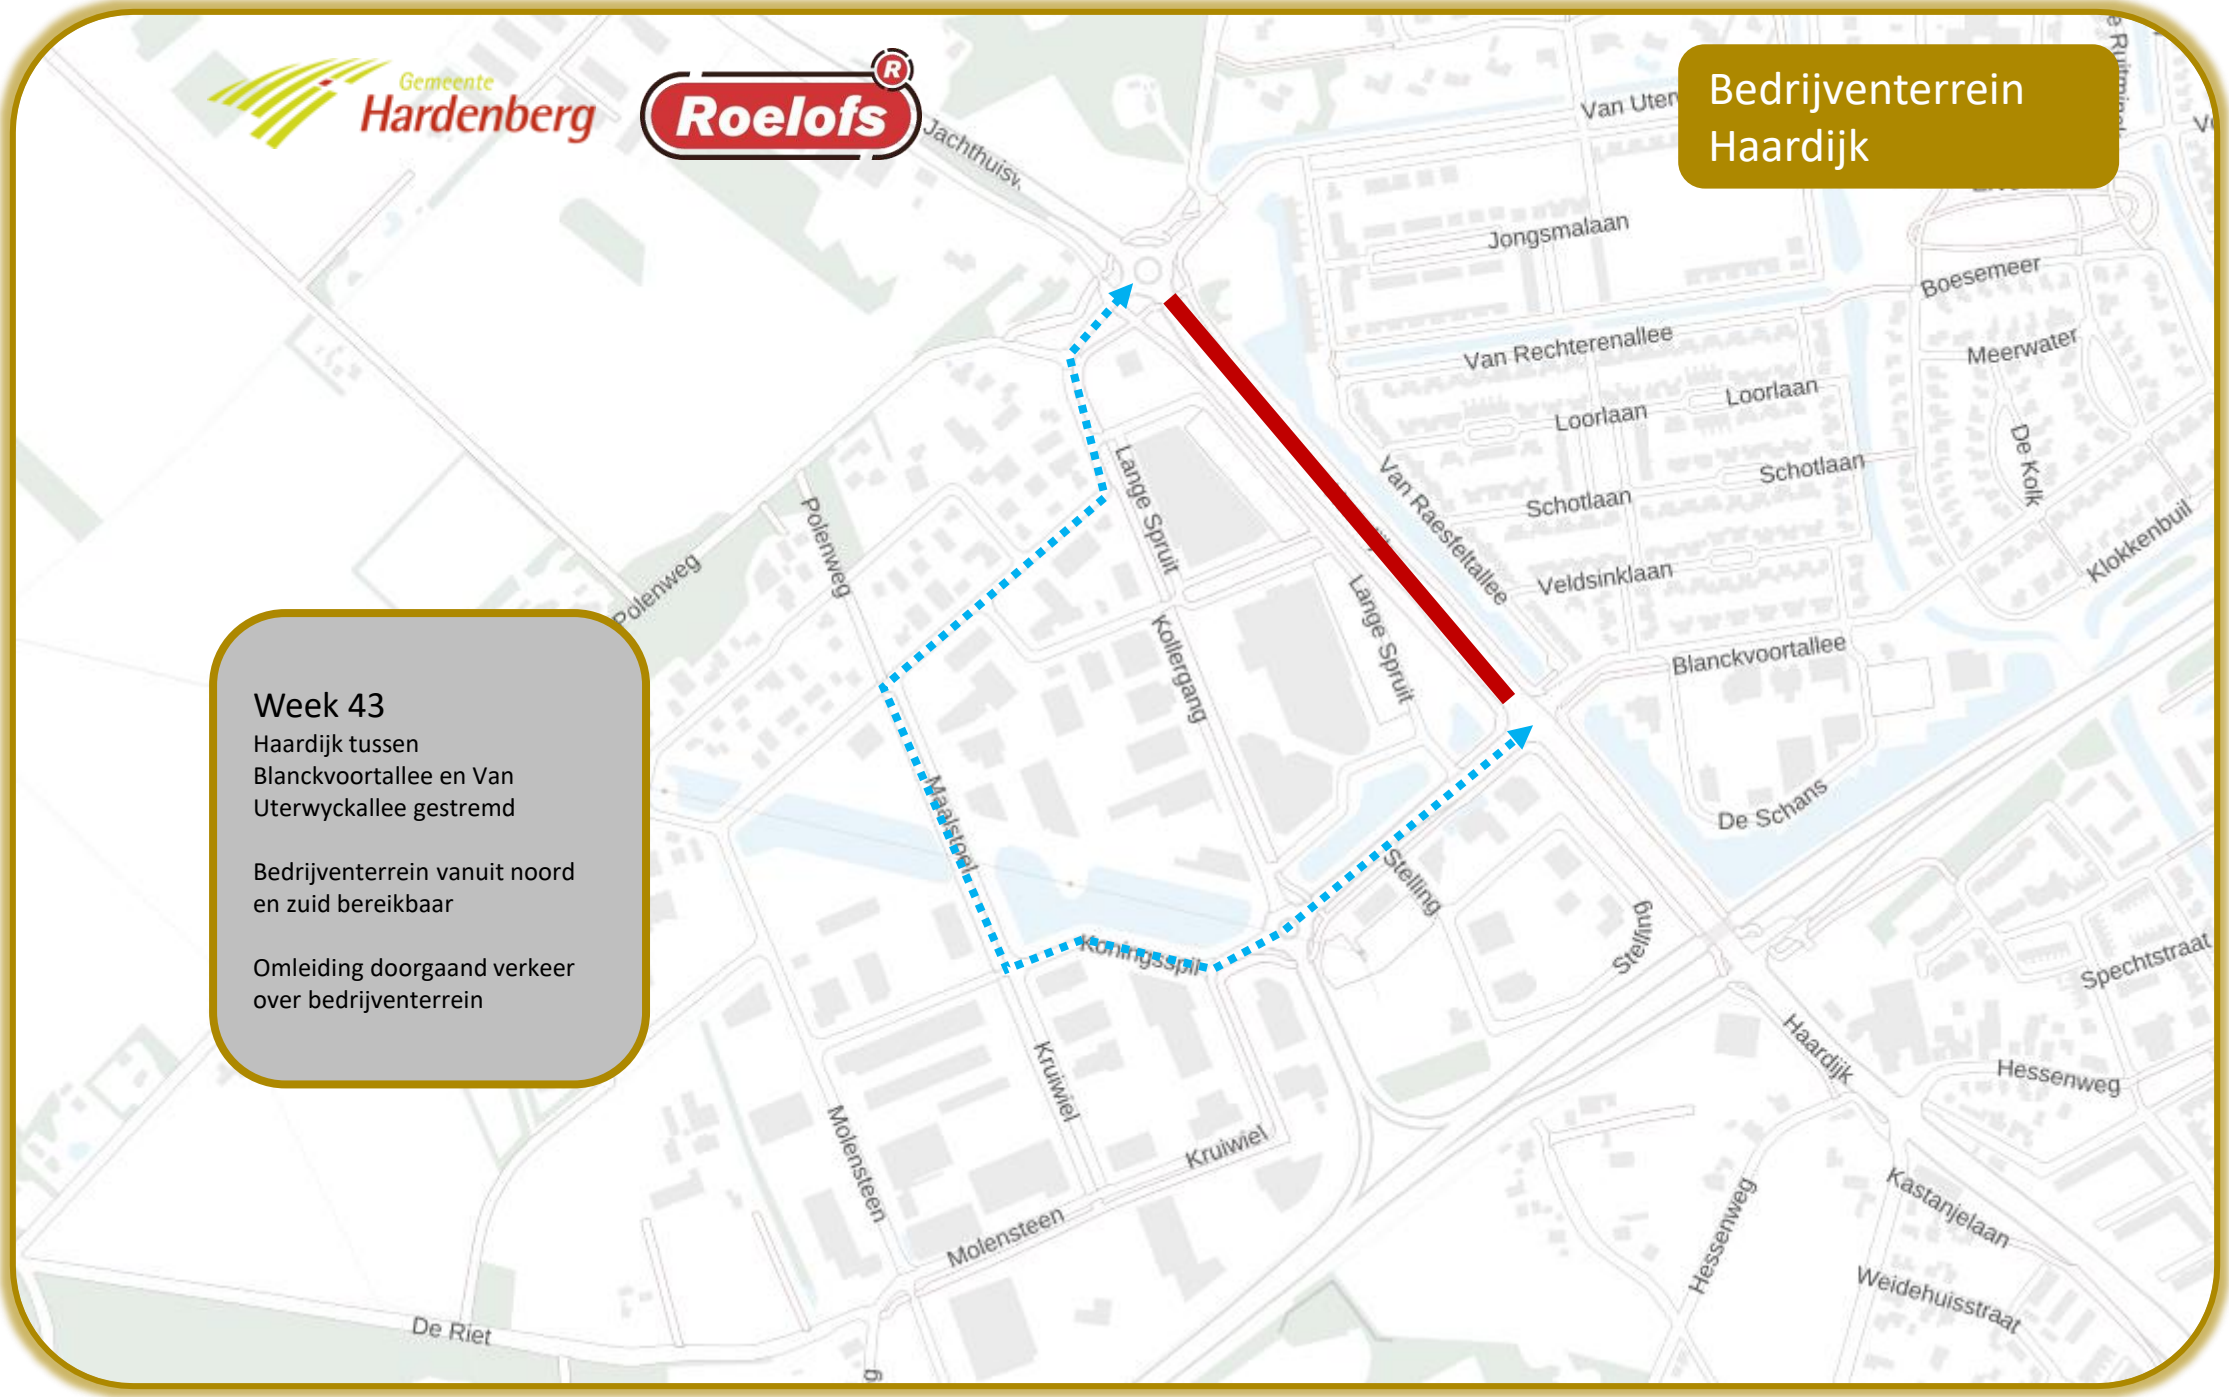 Gemeente
Hardenberg
Roelofs
R
Bedrijventerrein
Haardijk
Jachthuisv.
Van Uter
Jongsmalaan
Boesemeer
Van Rechterenallee
Meerwater
Loorlaan
Loorlaan
De Kolk
Schotlaan
Schotlaan
Klokkenbuil
Van Raesfeltallee
Veldsinklaan
Blanckvoortallee
Lange Spruit
Lange Spruit
Kollergang
Polenweg
Polenweg
Maalstoel
Koningsspil
Stelling
Stelling
De Schans
Spechtstraat
Haardijk
Hessenweg
Hessenweg
Kastanjelaan
Weidehuisstraat
Kruiwiel
Kruiwiel
Molensteen
Molensteen
De Riet
g
Week 43
Haardijk tussen
Blanckvoortallee en Van
Uterwyckallee gestremd
Bedrijventerrein vanuit noord
en zuid bereikbaar
Omleiding doorgaand verkeer
over bedrijventerrein